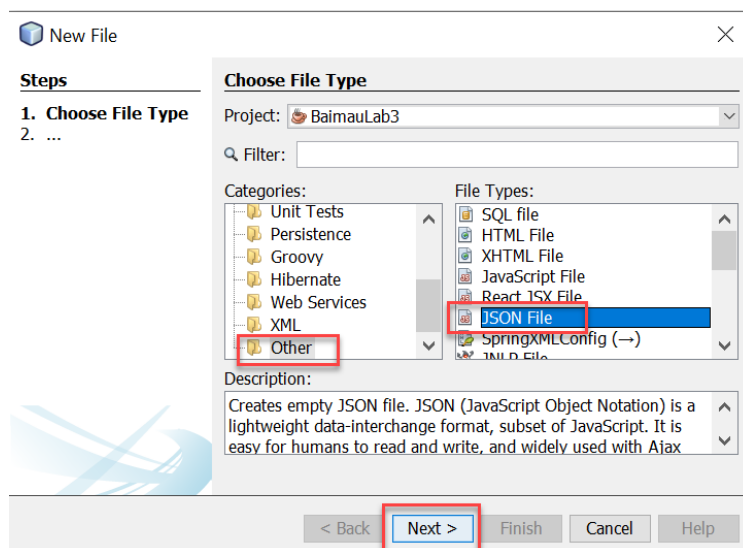 New File
Steps
1. Choose File Type
2. ...
Choose File Type
Project: BaimauLab3
Filter:
Categories:
Unit Tests
Persistence
Groovy
Hibernate
Web Services
XML
Other
File Types:
SQL file
HTML File
XHTML File
JavaScript File
React JSX File
JSON File
SpringXMLConfig (→)
JNLP File
Description:
Creates empty JSON file. JSON (JavaScript Object Notation) is a
lightweight data-interchange format, subset of JavaScript. It is
easy for humans to read and write, and widely used with Ajax
< Back
Next >
Finish
Cancel
Help